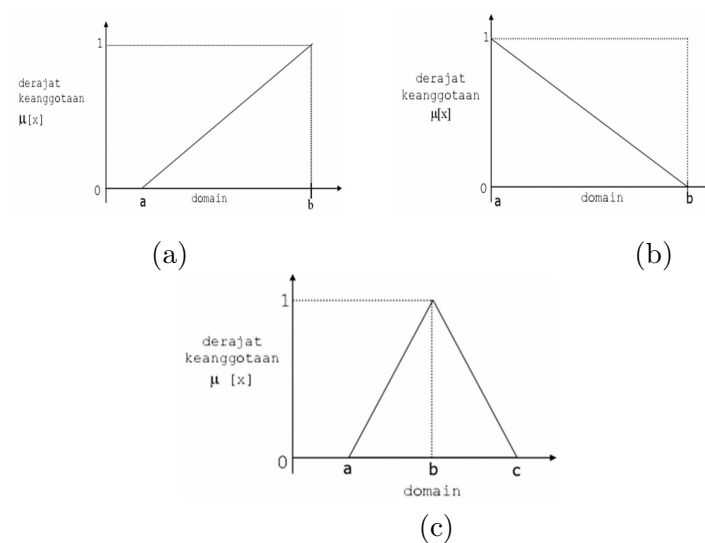 1
derajat
keanggotaan
μ[x]
0
a
domain
b
(a)
1
derajat
keanggotaan
μ[x]
0
a
domain
b
(b)
1
derajat
keanggotaan
μ [x]
0
a
b
c
domain
(c)